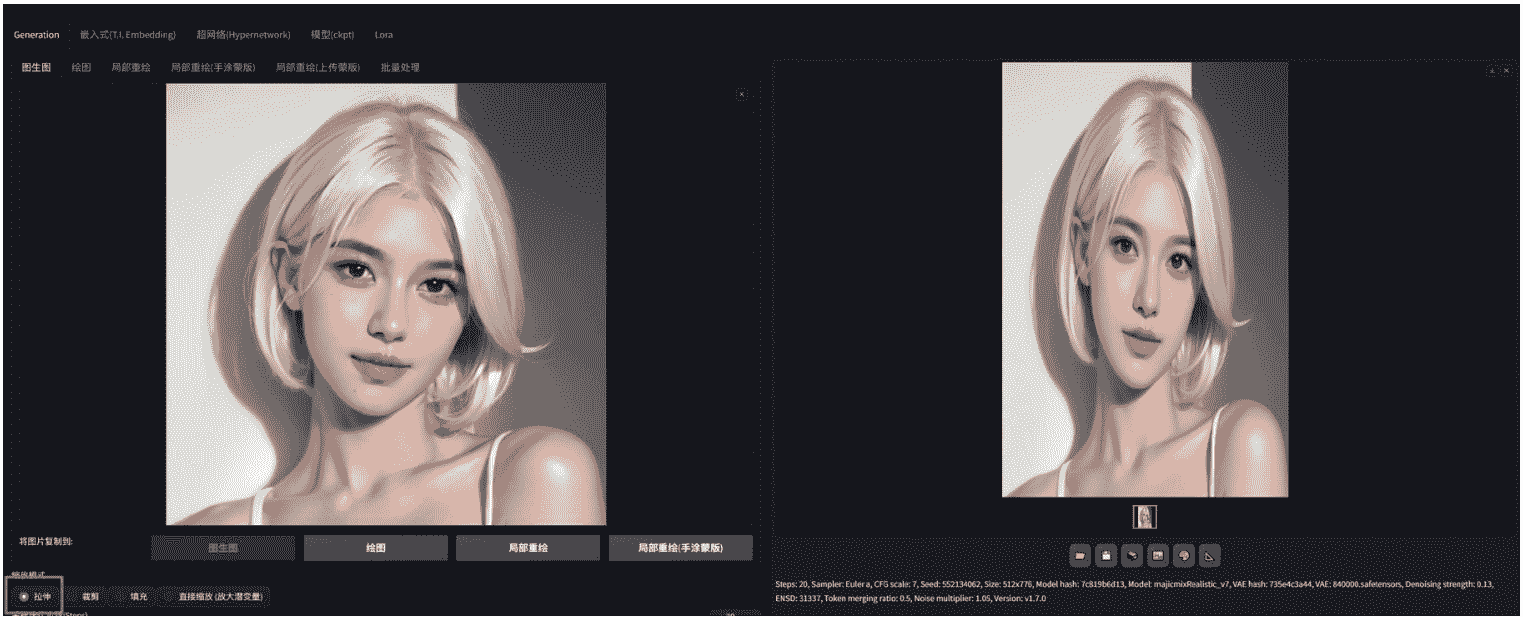 Generation 嵌入式(T.I. Embedding) 超网络(Hypernetwork) 模型(ckpt) Lora
图生图 绘图 局部重绘 局部重绘(手涂蒙版) 局部重绘(上传蒙版) 批量处理
将图片复制到:
图生图 绘图 局部重绘 局部重绘(手涂蒙版)
缩放模式
拉伸 裁剪 填充 直接缩放 (放大潜变量)
Steps: 20, Sampler: Euler a, CFG scale: 7, Seed: 552134062, Size: 512x776, Model hash: 7c819b6d13, Model: majicmixRealistic_v7, VAE hash: 735e4c3a44, VAE: 840000.safetensors, Denoising strength: 0.13,
ENSD: 31337, Token merging ratio: 0.5, Noise multiplier: 1.05, Version: v1.7.0